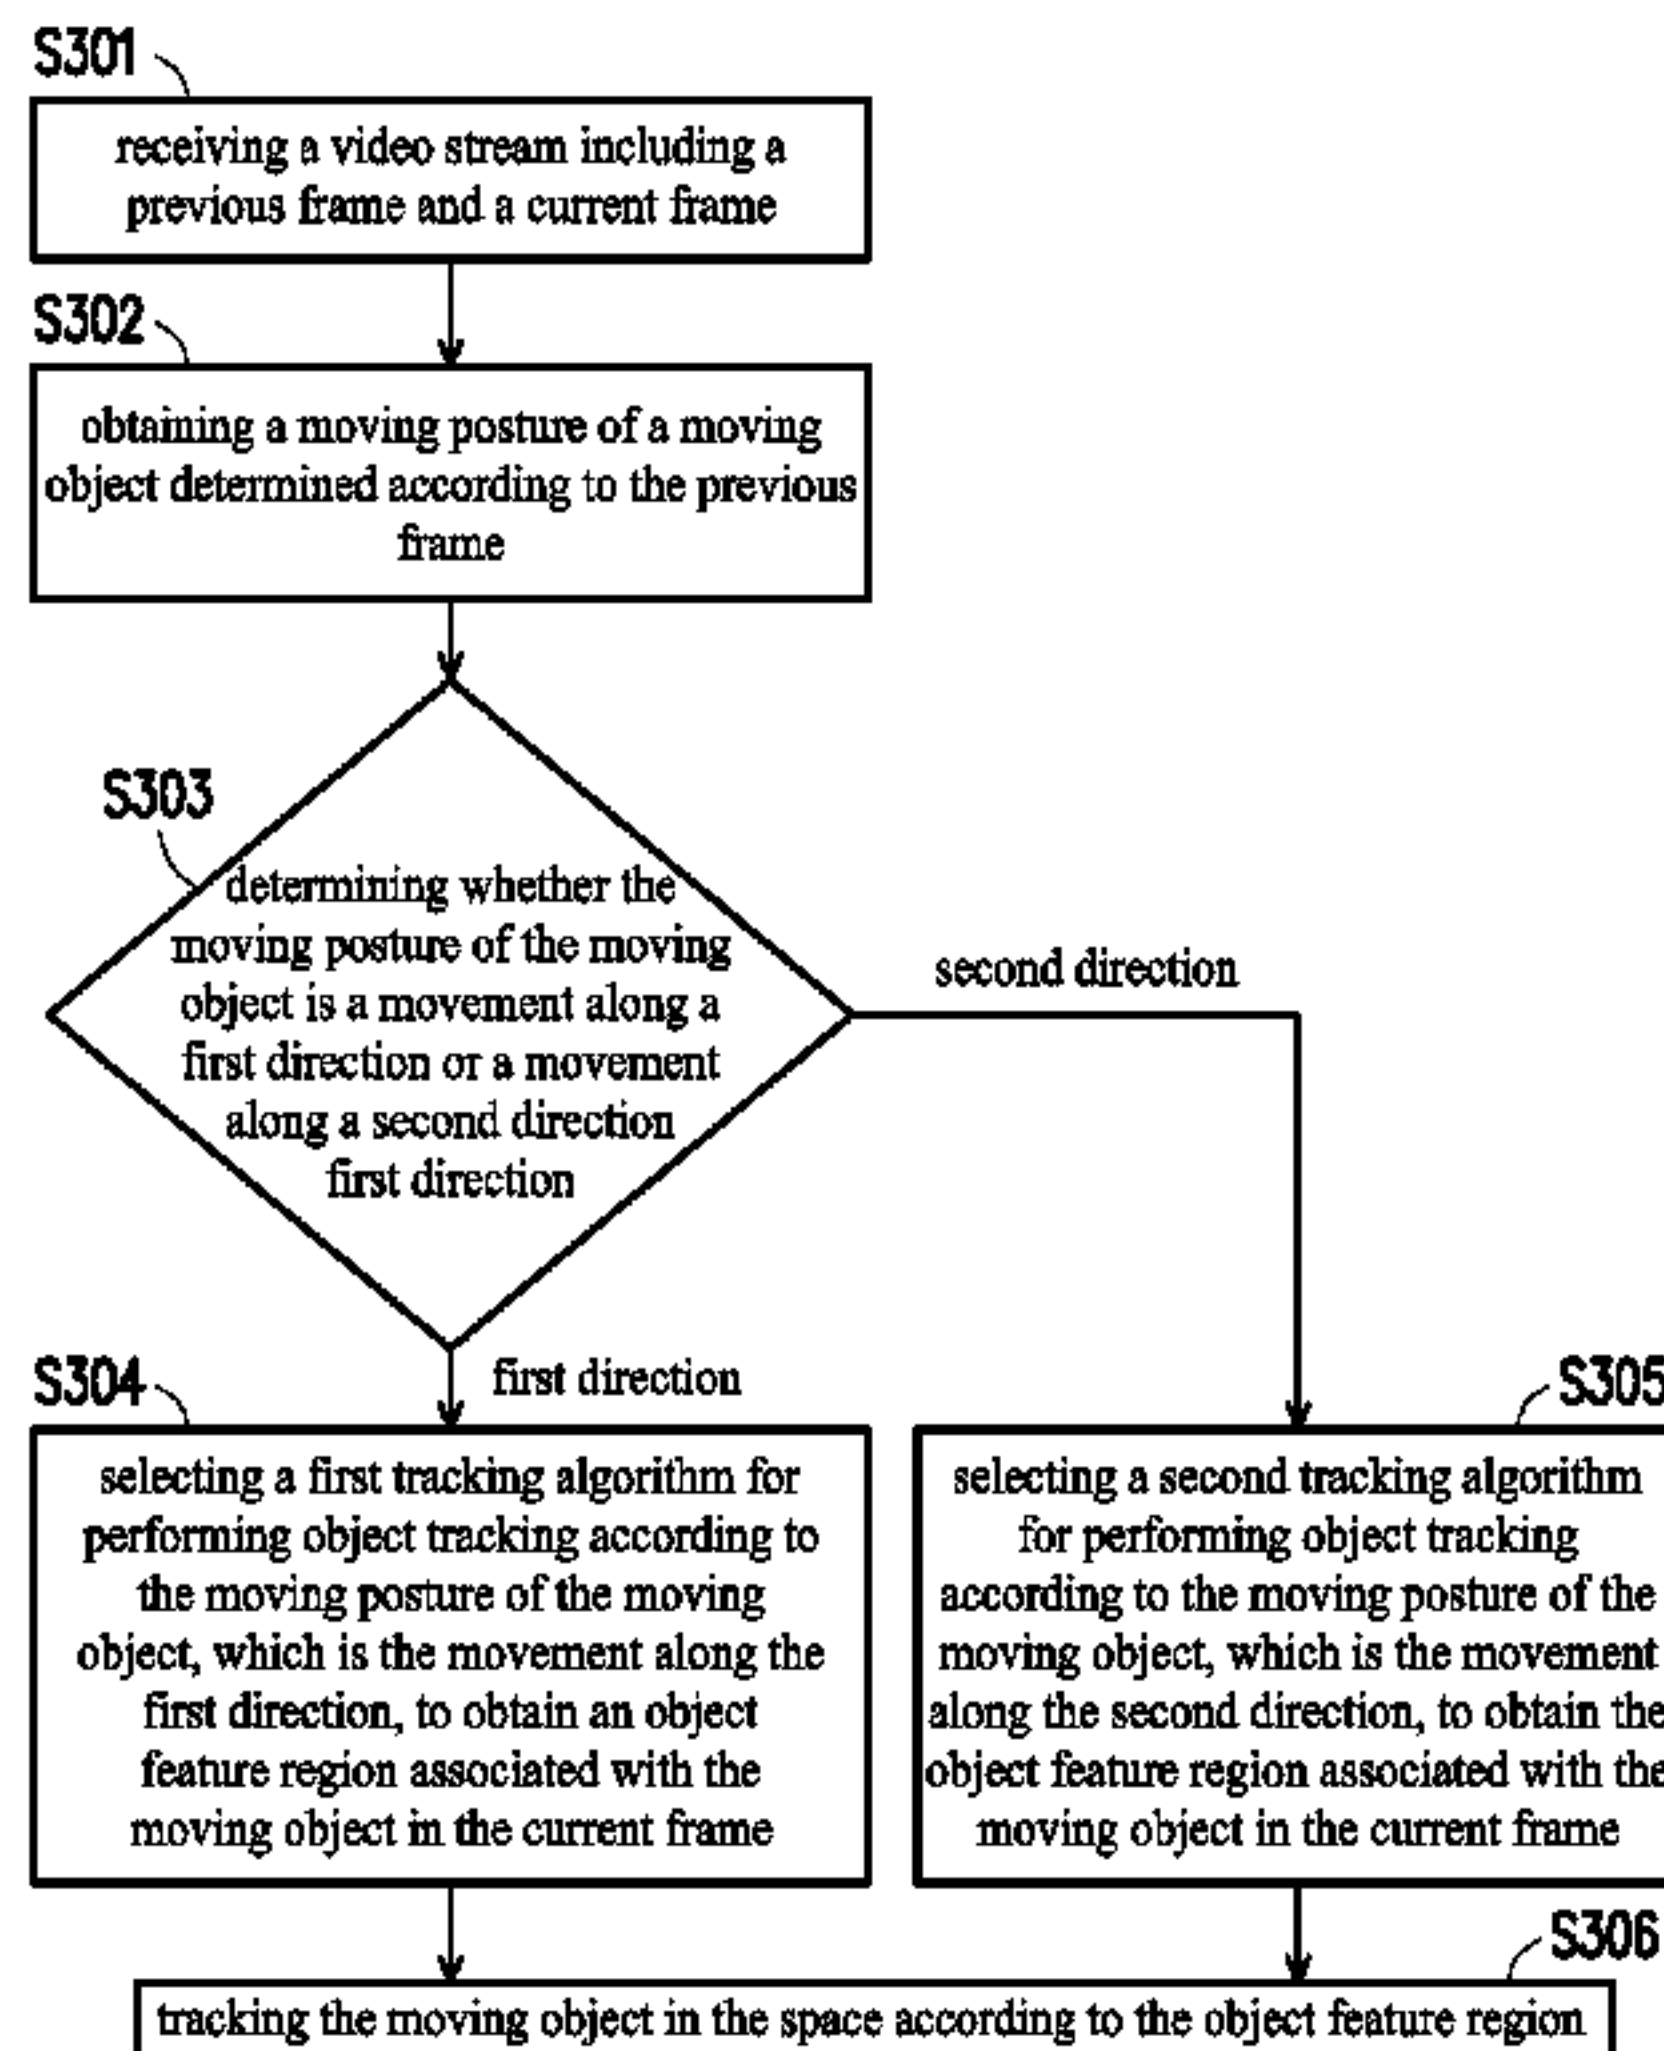 S301
receiving a video stream including a
previous frame and a current frame
S302
obtaining a moving posture of a moving
object determined according to the previous
frame
S303
determining whether the
moving posture of the moving
object is a movement along a
first direction or a movement
along a second direction
first direction
second direction
first direction
S304
selecting a first tracking algorithm for
performing object tracking according to
the moving posture of the moving
object, which is the movement along the
first direction, to obtain an object
feature region associated with the
moving object in the current frame
S305
selecting a second tracking algorithm
for performing object tracking
according to the moving posture of the
moving object, which is the movement
along the second direction, to obtain the
object feature region associated with the
moving object in the current frame
S306
tracking the moving object in the space according to the object feature region